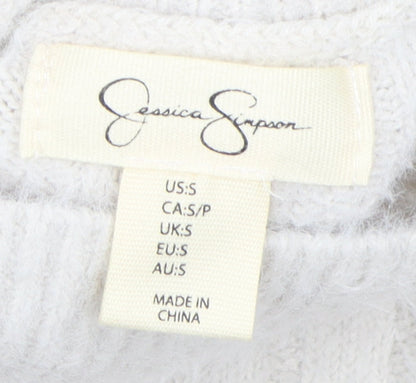 Jessica Simpson
US:S
CA:S/P
UK:S
EU:S
AU:S
MADE IN
CHINA